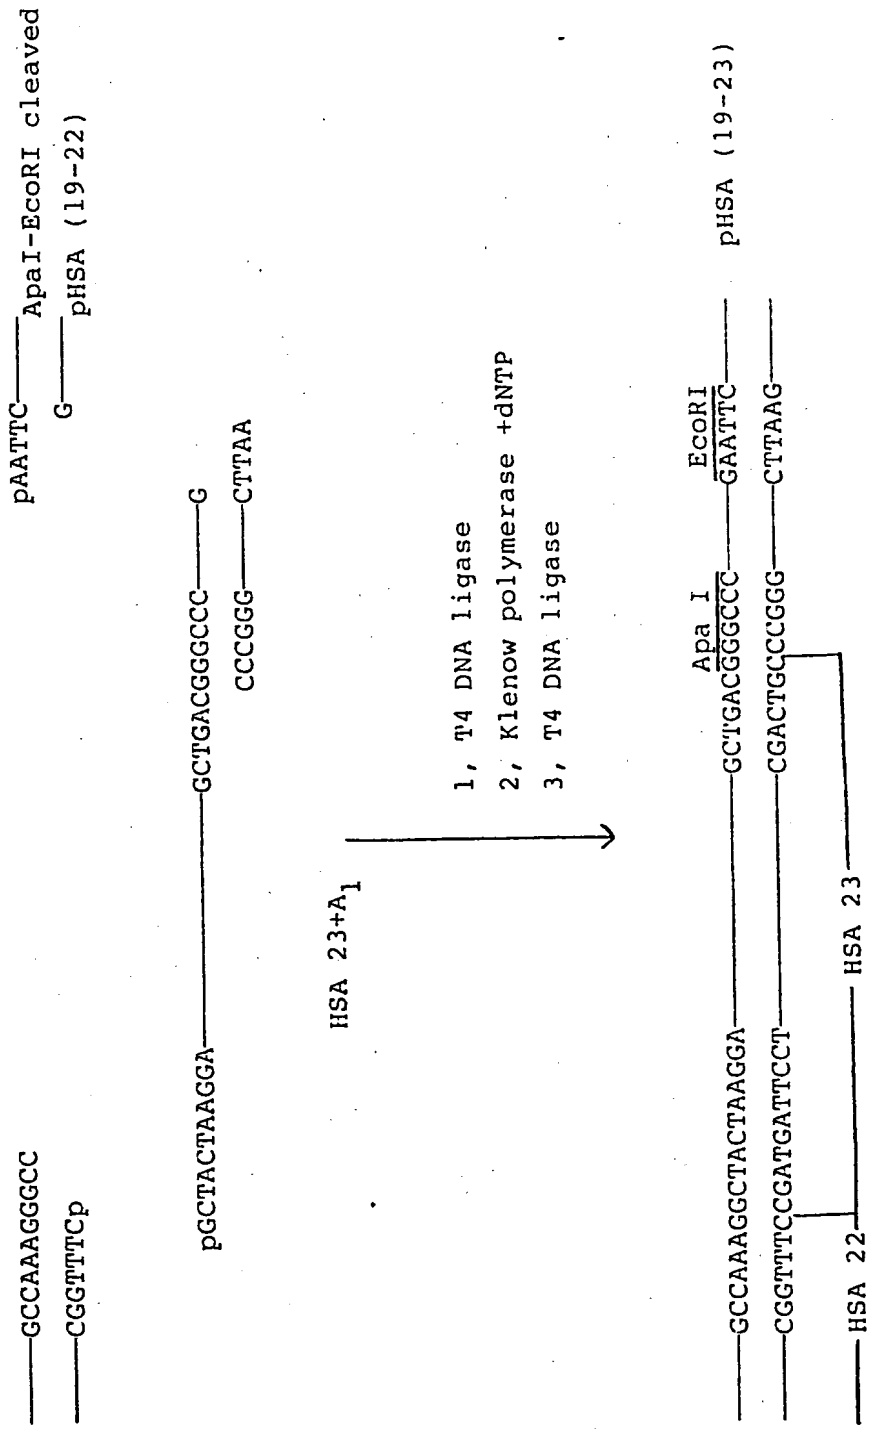 GCCAAAGGGCC
CGGTTTCp
pAATTC
ApaI-EcoRI cleaved
G
pHSA (19-22)
pGCTACTAAGGA
GCTGACGGGCCC
G
CCCGGG
CTTAA
HSA 23+A1
1, T4 DNA ligase
2, Klenow polymerase +dNTP
3, T4 DNA ligase
Apa I
EcoRI
GCCAAAGGCTACTAAGGA
GCTGACGGGCCC
GAATTC
pHSA (19-23)
CGGTTTCCGATGATTCCT
CGACTGCCCGGG
CTTAAG
HSA 22
HSA 23